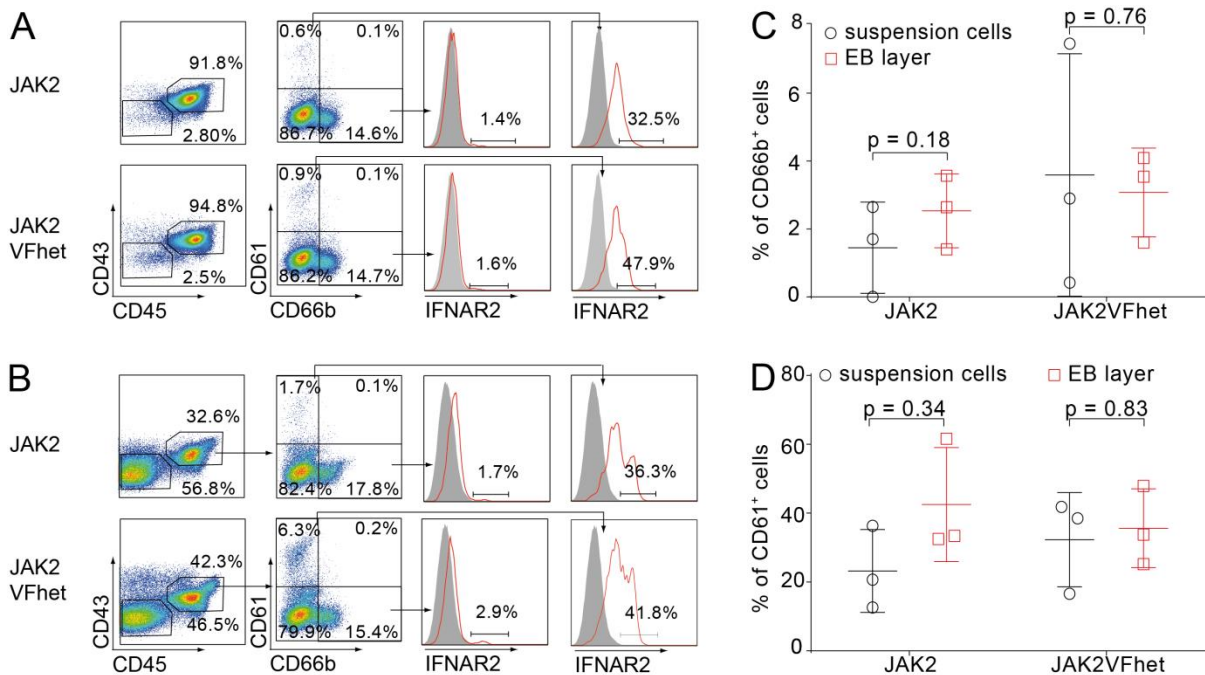 A
JAK2
91.8%
2.80%
0.6%
0.1%
86.7%
14.6%
1.4%
32.5%
JAK2
VFhet
CD43
94.8%
2.5%
CD45
CD61
0.9%
0.1%
86.2%
14.7%
CD66b
1.6%
IFNAR2
47.9%
IFNAR2
B
JAK2
32.6%
56.8%
1.7%
0.1%
82.4%
17.8%
1.7%
36.3%
JAK2
VFhet
CD43
42.3%
46.5%
CD45
CD61
6.3%
0.2%
79.9%
15.4%
CD66b
2.9%
IFNAR2
41.8%
IFNAR2
C
% of CD66b+ cells
8
6
4
2
0
suspension cells
EB layer
p = 0.18
p = 0.76
JAK2
JAK2VFhet
D
% of CD61+ cells
80
60
40
20
0
suspension cells
EB layer
p = 0.34
p = 0.83
JAK2
JAK2VFhet